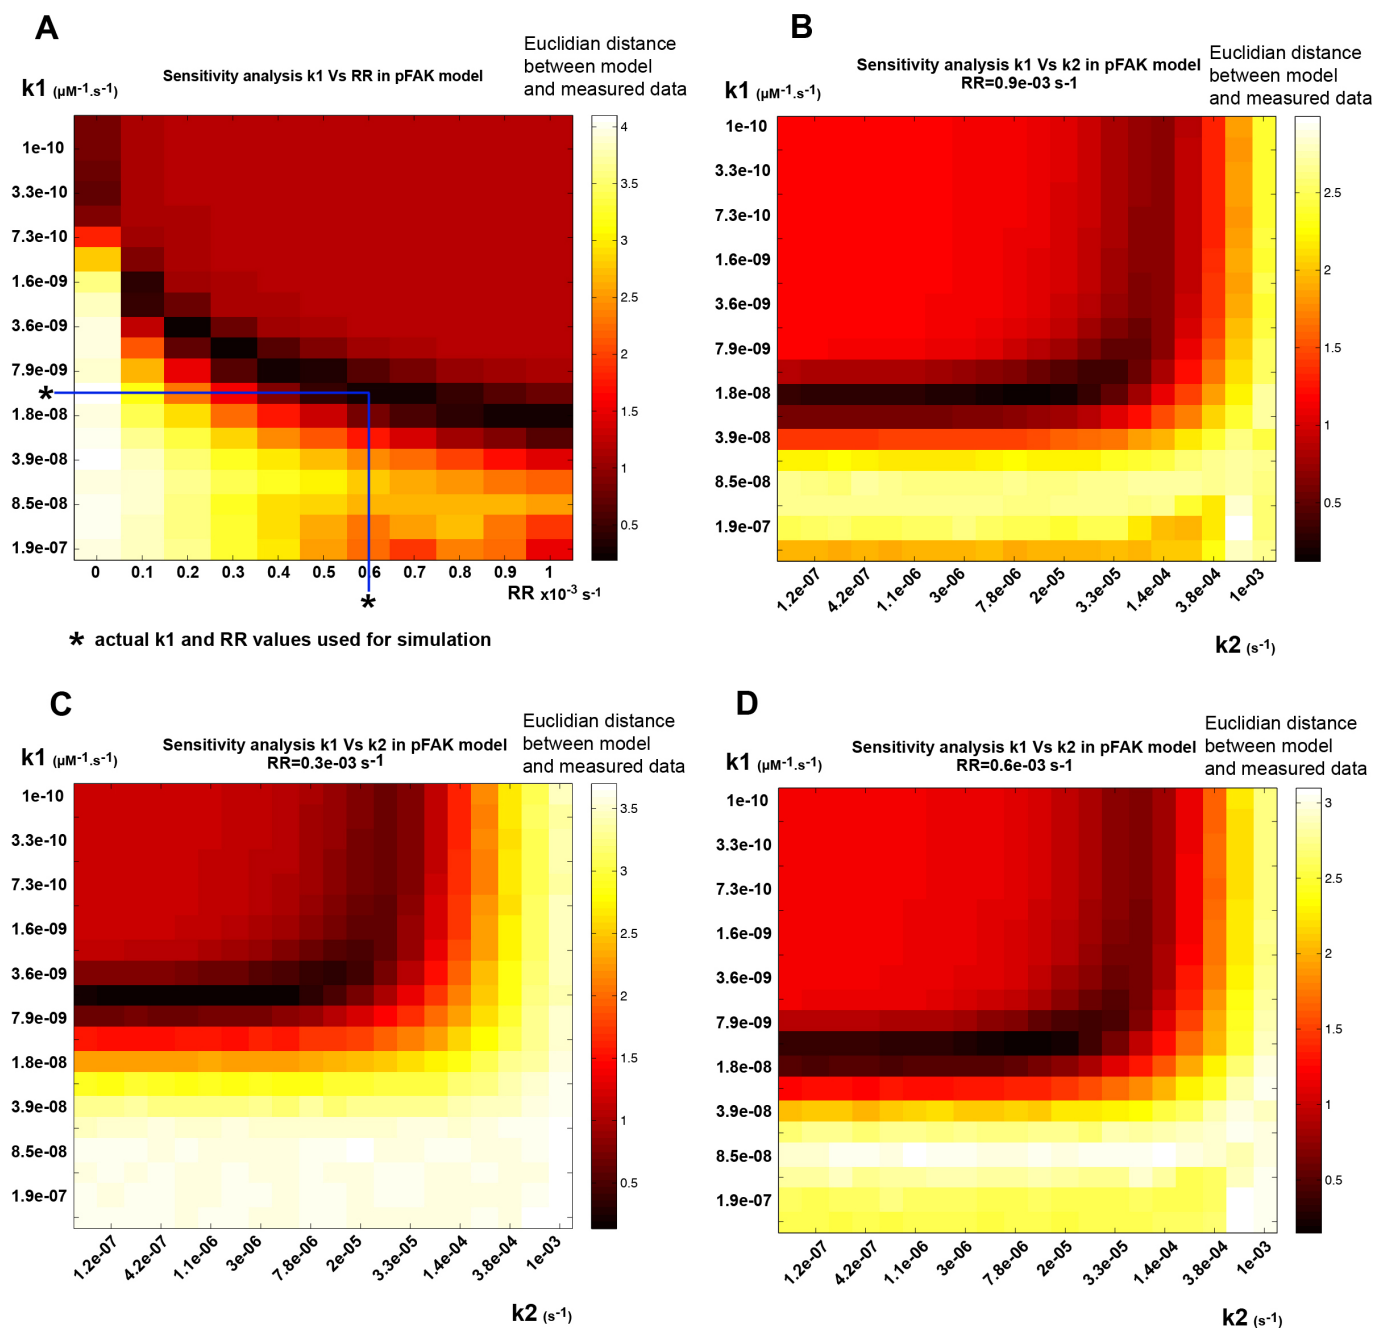 A
Euclidian distance
between model
and measured data
Sensitivity analysis k1 Vs RR in pFAK model
k1 (µM-1.s-1)
1e-10
3.3e-10
7.3e-10
1.6e-09
3.6e-09
7.9e-09
*
1.8e-08
3.9e-08
8.5e-08
1.9e-07
0 0.1 0.2 0.3 0.4 0.5 0.6 0.7 0.8 0.9 1
RR x10-3 s-1
*
4
3.5
3
2.5
2
1.5
1
0.5
* actual k1 and RR values used for simulation
B
Euclidian distance
between model
and measured data
Sensitivity analysis k1 Vs k2 in pFAK model
RR=0.9e-03 s-1
k1 (µM-1.s-1)
1e-10
3.3e-10
7.3e-10
1.6e-09
3.6e-09
7.9e-09
1.8e-08
3.9e-08
8.5e-08
1.9e-07
1.2e-07 4.2e-07 1.1e-06 3e-06 7.8e-06 2e-05 3.3e-05 1.4e-04 3.8e-04 1e-03
k2 (s-1)
2.5
2
1.5
1
0.5
C
Euclidian distance
between model
and measured data
Sensitivity analysis k1 Vs k2 in pFAK model
RR=0.3e-03 s-1
k1 (µM-1.s-1)
1e-10
3.3e-10
7.3e-10
1.6e-09
3.6e-09
7.9e-09
1.8e-08
3.9e-08
8.5e-08
1.9e-07
1.2e-07 4.2e-07 1.1e-06 3e-06 7.8e-06 2e-05 3.3e-05 1.4e-04 3.8e-04 1e-03
k2 (s-1)
3.5
3
2.5
2
1.5
1
0.5
D
Euclidian distance
between model
and measured data
Sensitivity analysis k1 Vs k2 in pFAK model
RR=0.6e-03 s-1
k1 (µM-1.s-1)
1e-10
3.3e-10
7.3e-10
1.6e-09
3.6e-09
7.9e-09
1.8e-08
3.9e-08
8.5e-08
1.9e-07
1.2e-07 4.2e-07 1.1e-06 3e-06 7.8e-06 2e-05 3.3e-05 1.4e-04 3.8e-04 1e-03
k2 (s-1)
3
2.5
2
1.5
1
0.5